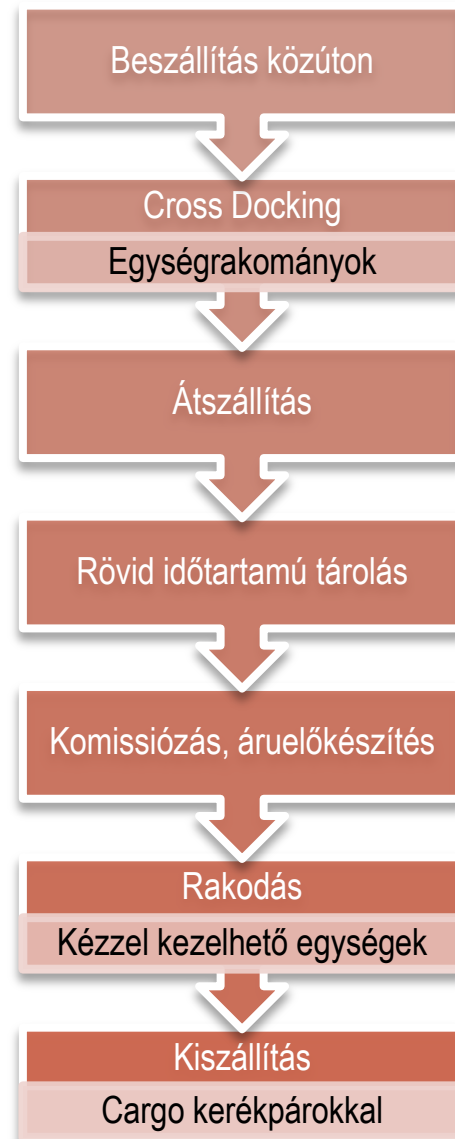 Beszállítás közúton
Cross Docking
Egységrakományok
Átszállítás
Rövid időtartamú tárolás
Komissiózás, áruelőkészítés
Rakodás
Kézzel kezelhető egységek
Kiszállítás
Cargo kerékpárokkal